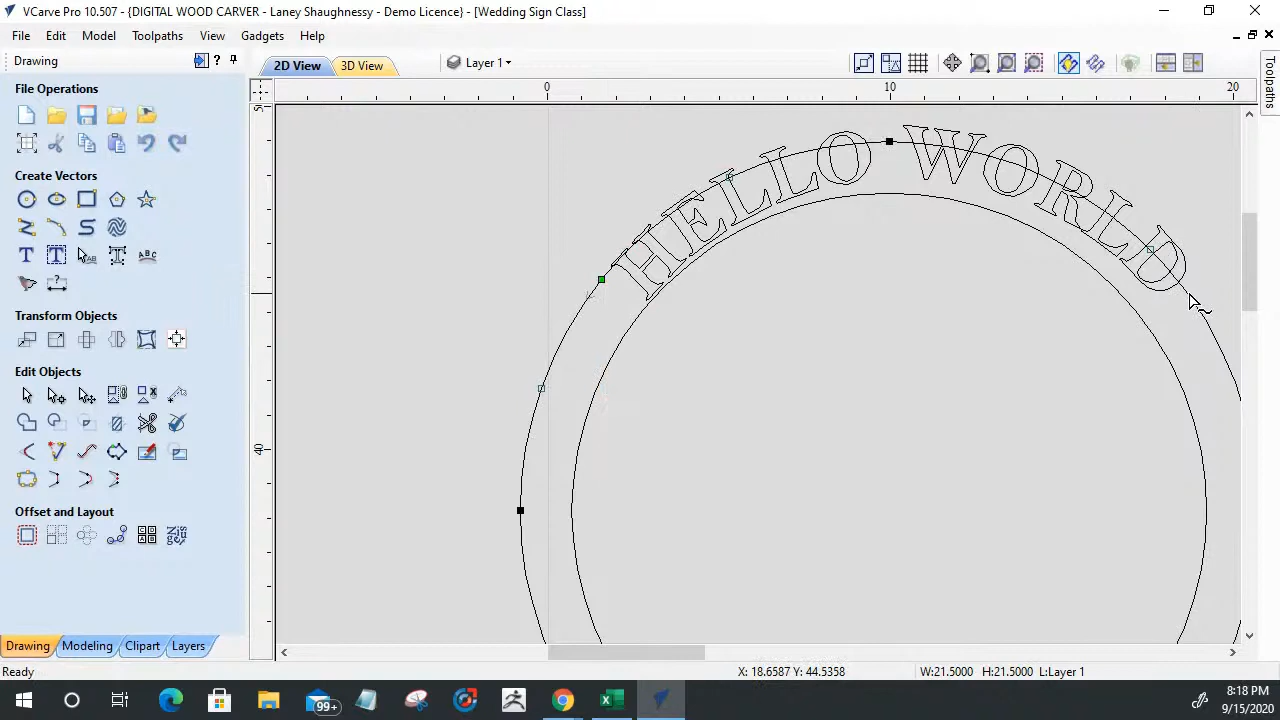 VCarve Pro 10.507 - {DIGITAL WOOD CARVER - Laney Shaughnessy - Demo Licence} - [Wedding Sign Class]
File Edit Model Toolpaths View Gadgets Help
Drawing
2D View 3D View Layer 1
Toolpaths
File Operations
0 10 20
Create Vectors
HELLO WORLD
Transform Objects
Edit Objects
40
Offset and Layout
Drawing Modeling Clipart Layers
Ready X: 18.6587 Y: 44.5358 W:21.5000 H:21.5000 L:Layer 1
99+
8:18 PM
9/15/2020